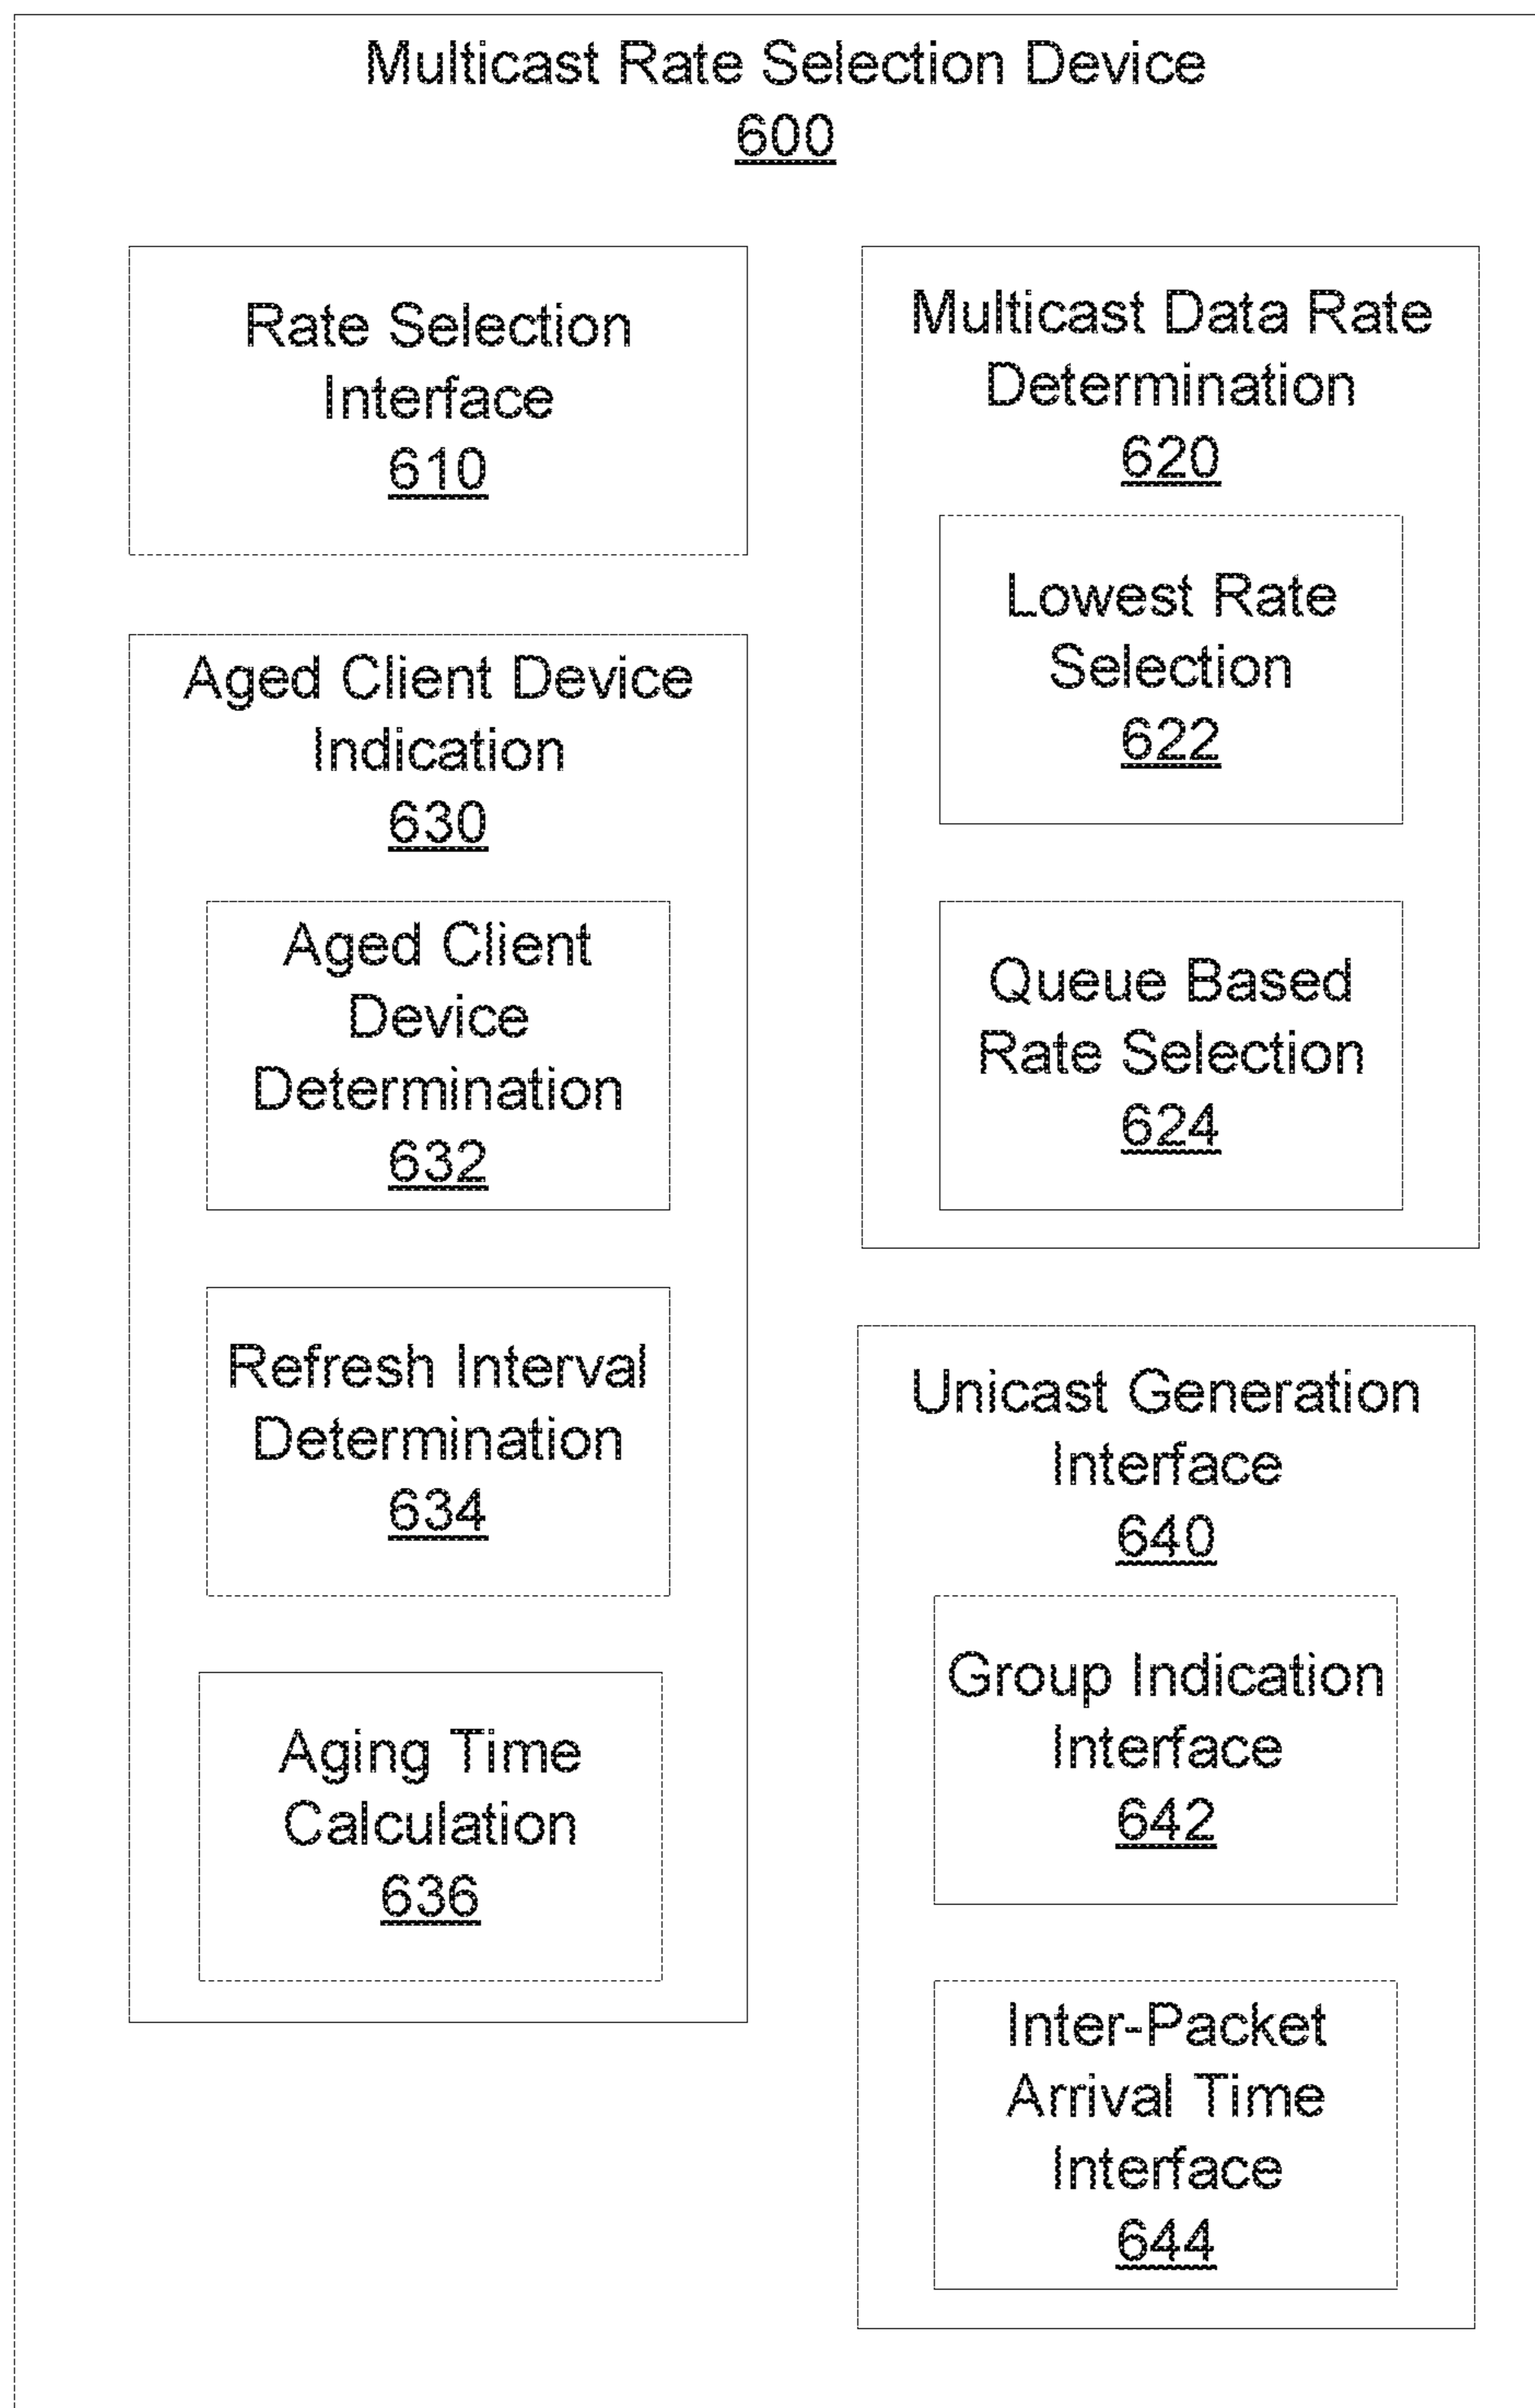 Multicast Rate Selection Device
600
Rate Selection
Interface
610
Aged Client Device
Indication
630
Aged Client
Device
Determination
632
Refresh Interval
Determination
634
Aging Time
Calculation
636
Multicast Data Rate
Determination
620
Lowest Rate
Selection
622
Queue Based
Rate Selection
624
Unicast Generation
Interface
640
Group Indication
Interface
642
Inter-Packet
Arrival Time
Interface
644